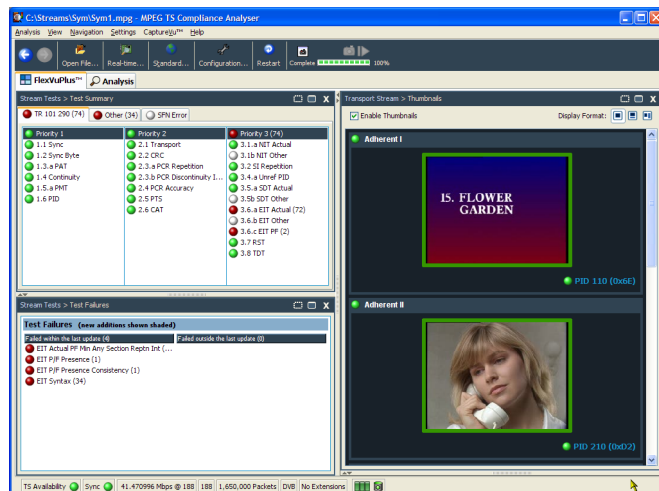 C:\Streams\Sym\Sym1.mpg - MPEG TS Compliance Analyser
Analysis View Navigation Settings CaptureVu™ Help
Open File... Real-time... Standard... Configuration... Restart Complete 100%
FlexVuPlus™ Analysis
Stream Tests > Test Summary
TR 101 290 (74) Other (34) SFN Error
Priority 1
1.1 Sync
1.2 Sync Byte
1.3.a PAT
1.4 Continuity
1.5.a PMT
1.6 PID
Priority 2
2.1 Transport
2.2 CRC
2.3.a PCR Repetition
2.3.b PCR Discontinuity I...
2.4 PCR Accuracy
2.5 PTS
2.6 CAT
Priority 3 (74)
3.1.a NIT Actual
3.1b NIT Other
3.2 SI Repetition
3.4.a Unref PID
3.5.a SDT Actual
3.5b SDT Other
3.6.a EIT Actual (72)
3.6.b EIT Other
3.6.c EIT PF (2)
3.7 RST
3.8 TDT
Stream Tests > Test Failures
Test Failures (new additions shown shaded)
Failed within the last update (4) Failed outside the last update (0)
EIT Actual PF Min Any Section Reptn Int (...
EIT P/F Presence (1)
EIT P/F Presence Consistency (1)
EIT Syntax (34)
Transport Stream > Thumbnails
Enable Thumbnails Display Format:
Adherent I
15. FLOWER
GARDEN
PID 110 (0x6E)
Adherent II
PID 210 (0xD2)
TS Availability Sync 41.470996 Mbps @ 188 188 1,650,000 Packets DVB No Extensions